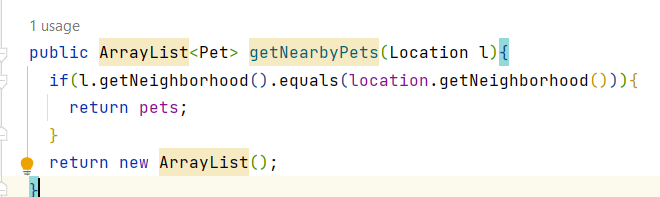 1 usage
public ArrayList<Pet> getNearbyPets(Location l){
if(l.getNeighborhood().equals(location.getNeighborhood())){
return pets;
}
return new ArrayList();
}